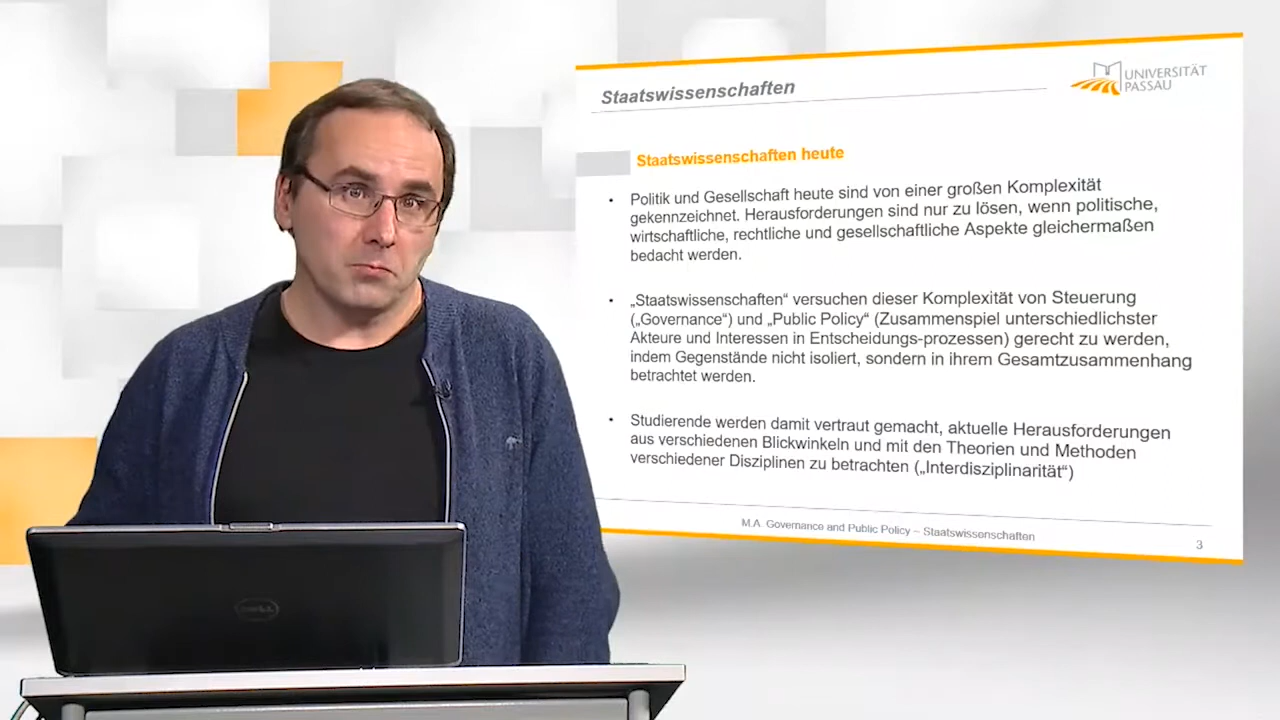 Staatswissenschaften
UNIVERSITÄT
PASSAU
Staatswissenschaften heute
• Politik und Gesellschaft heute sind von einer großen Komplexität
gekennzeichnet. Herausforderungen sind nur zu lösen, wenn politische,
wirtschaftliche, rechtliche und gesellschaftliche Aspekte gleichermaßen
bedacht werden.
• „Staatswissenschaften“ versuchen dieser Komplexität von Steuerung
(„Governance“) und „Public Policy“ (Zusammenspiel unterschiedlichster
Akteure und Interessen in Entscheidungs-prozessen) gerecht zu werden,
indem Gegenstände nicht isoliert, sondern in ihrem Gesamtzusammenhang
betrachtet werden.
• Studierende werden damit vertraut gemacht, aktuelle Herausforderungen
aus verschiedenen Blickwinkeln und mit den Theorien und Methoden
verschiedener Disziplinen zu betrachten („Interdisziplinarität“)
M.A. Governance and Public Policy – Staatswissenschaften
3
DELL